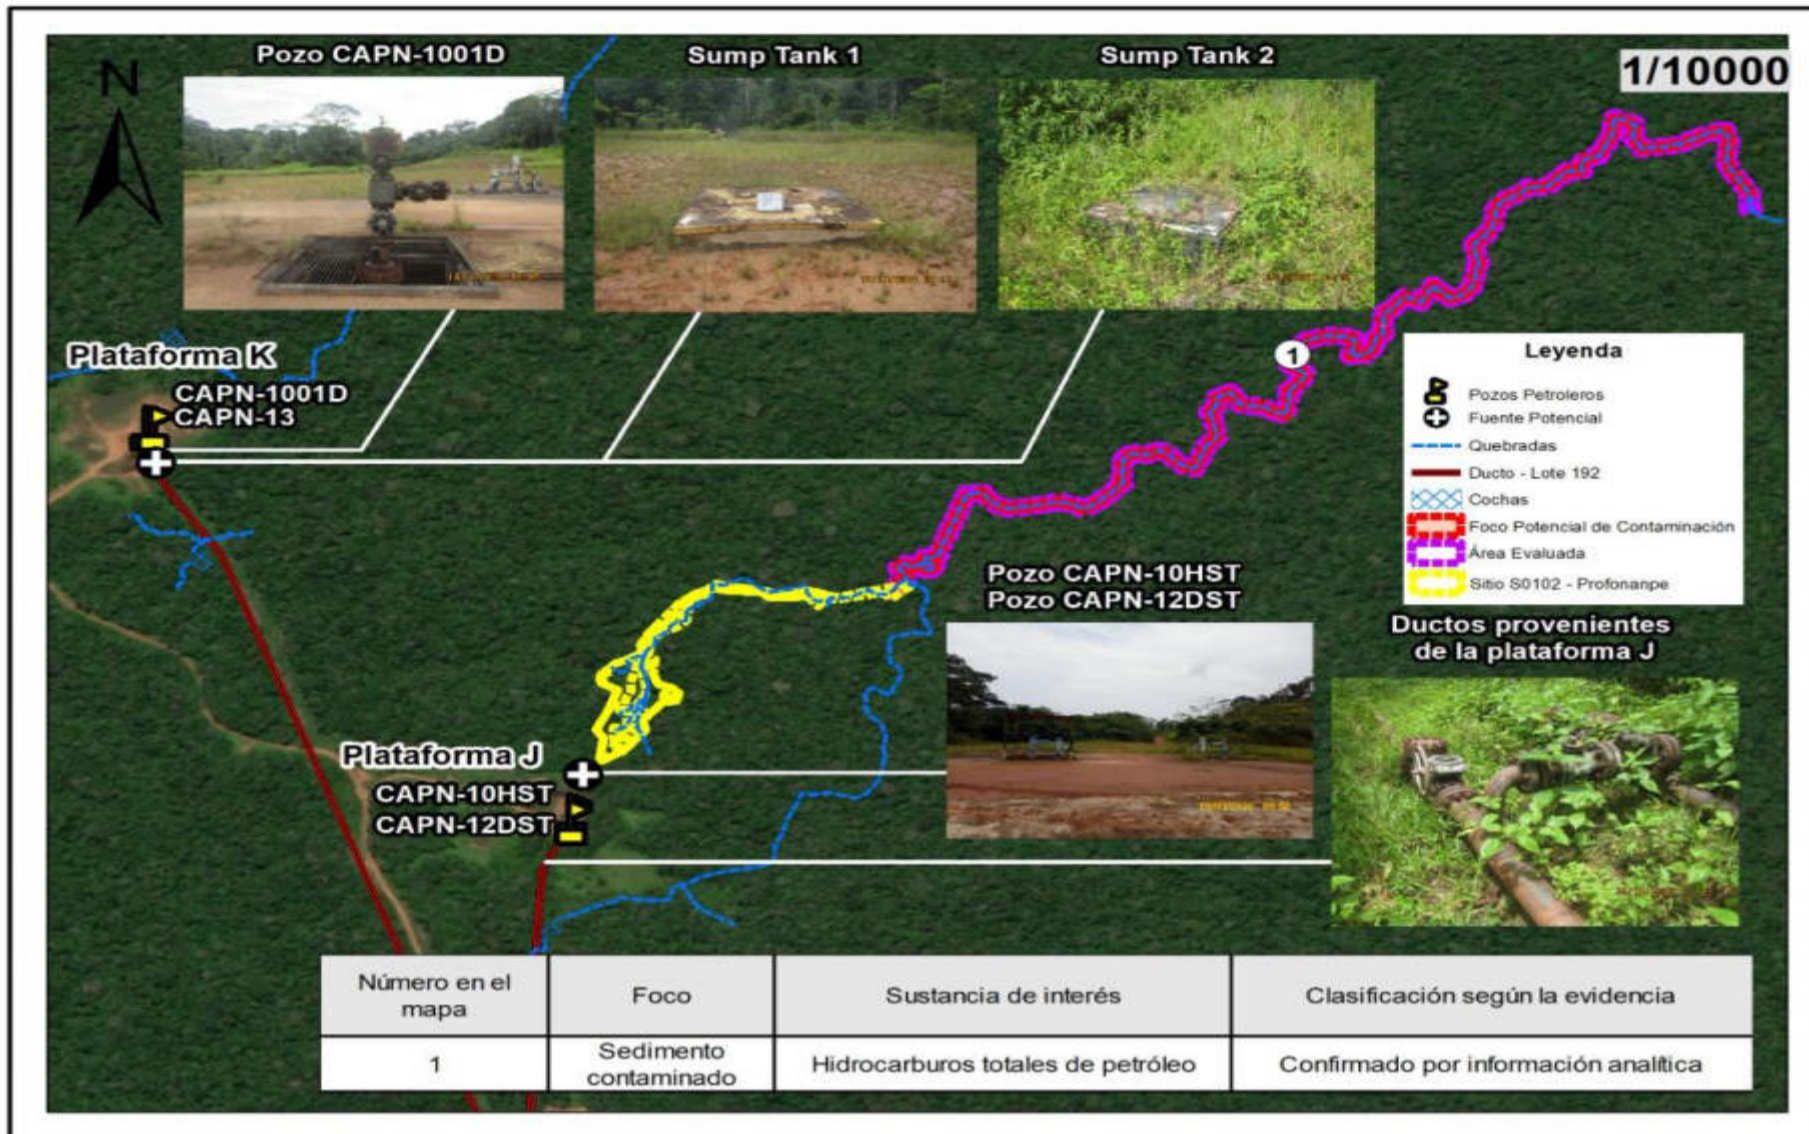 Pozo CAPN-1001D
Sump Tank 1
Sump Tank 2
1/10000
N
Plataforma K
CAPN-1001D
CAPN-13
1
Leyenda
Pozos Petroleros
Fuente Potencial
Quebradas
Ducto - Lote 192
Cochas
Foco Potencial de Contaminación
Área Evaluada
Sitio S0102 - Profonanpe
Pozo CAPN-10HST
Pozo CAPN-12DST
Ductos provenientes
de la plataforma J
Plataforma J
CAPN-10HST
CAPN-12DST
Número en el
mapa
Foco
Sustancia de interés
Clasificación según la evidencia
1
Sedimento
contaminado
Hidrocarburos totales de petróleo
Confirmado por información analítica